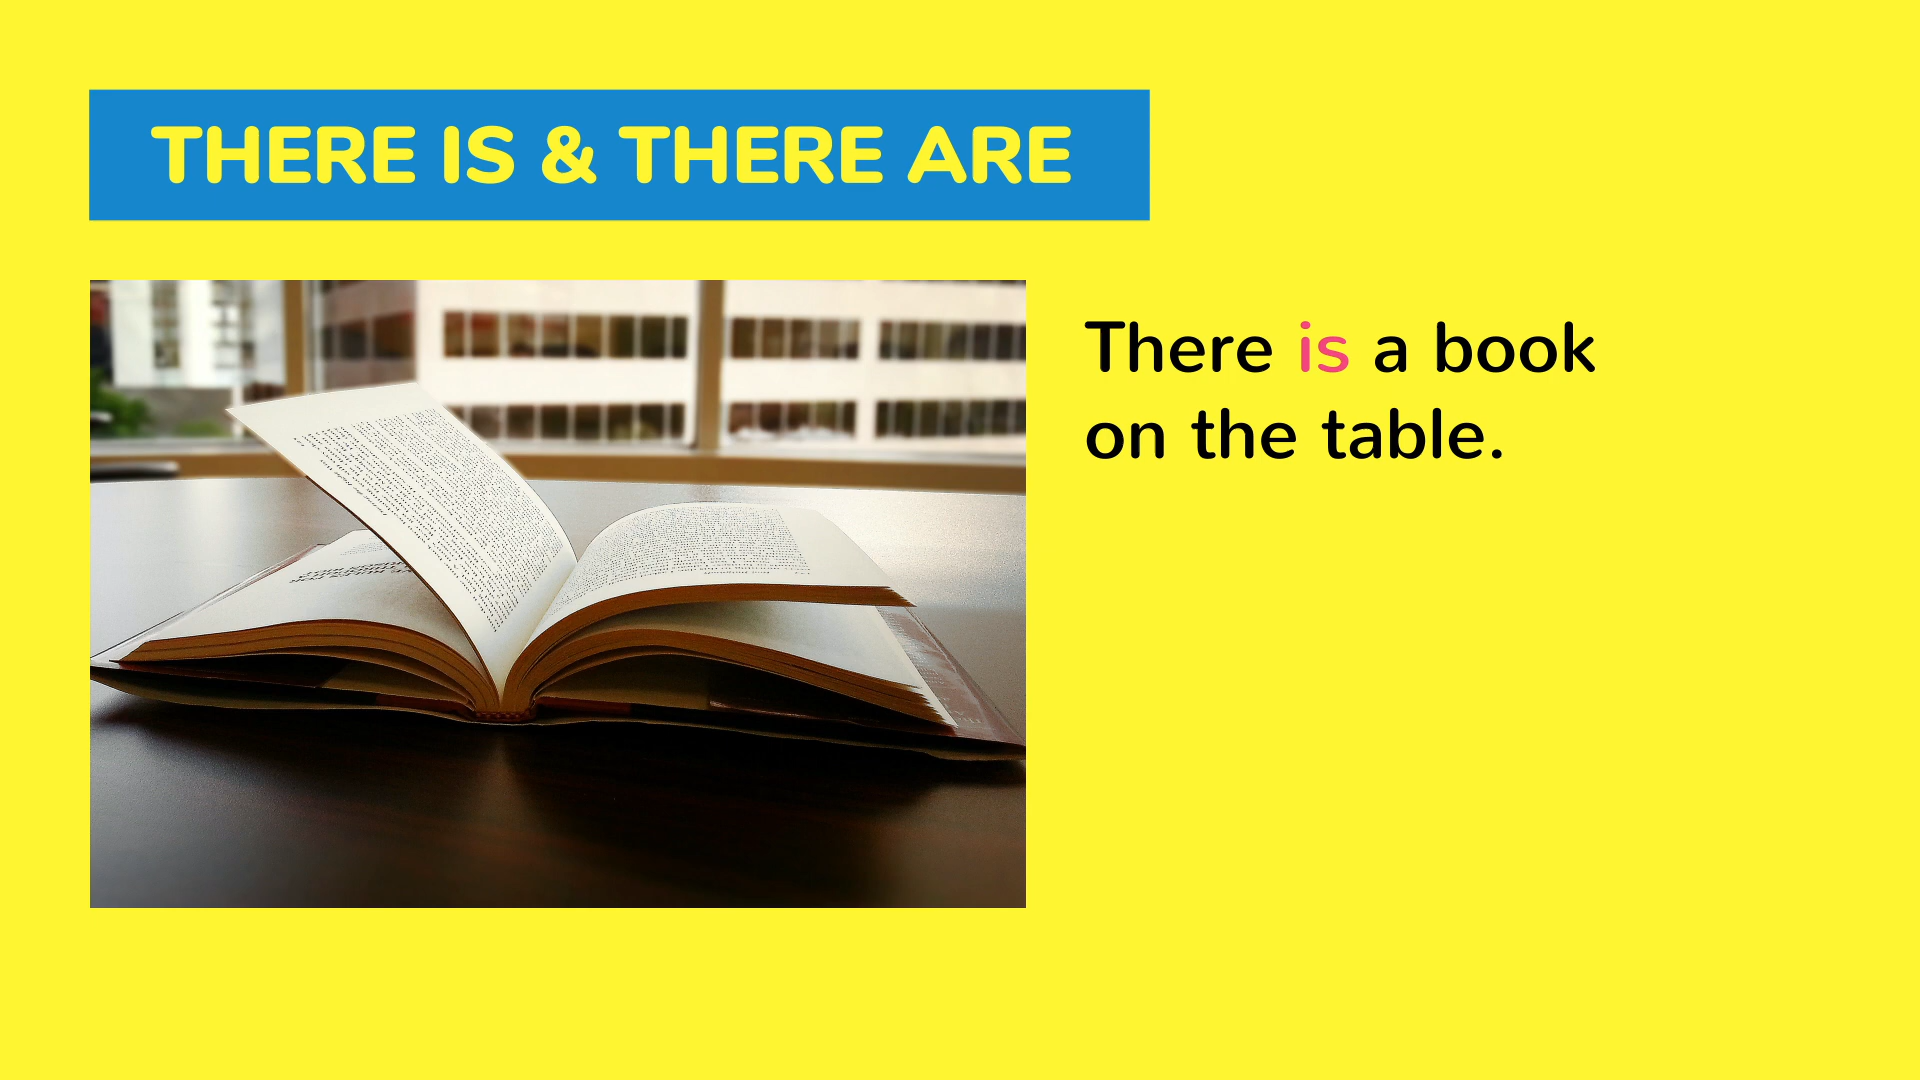 THERE IS & THERE ARE
There is a book
on the table.